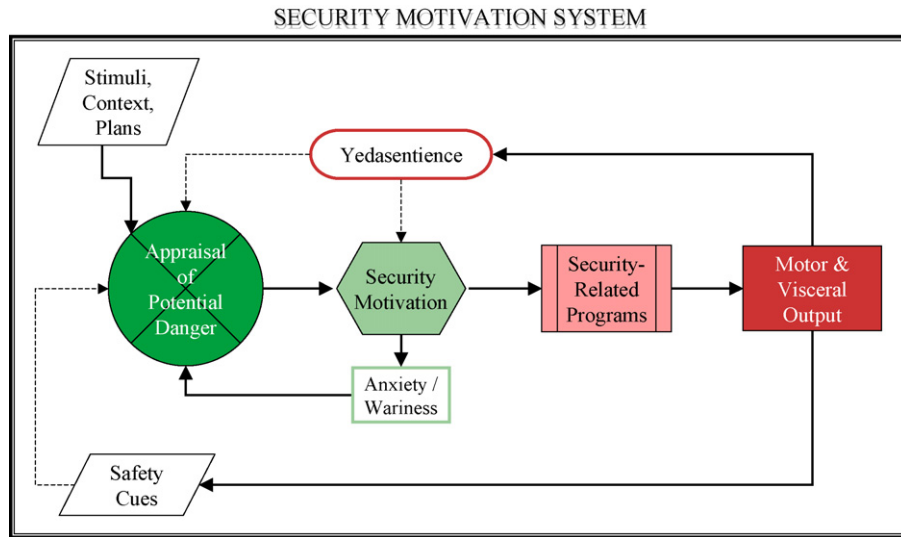 SECURITY MOTIVATION SYSTEM
Stimuli,
Context,
Plans
Yedasentience
Appraisal
of
Potential
Danger
Security
Motivation
Security-
Related
Programs
Motor &
Visceral
Output
Anxiety /
Wariness
Safety
Cues